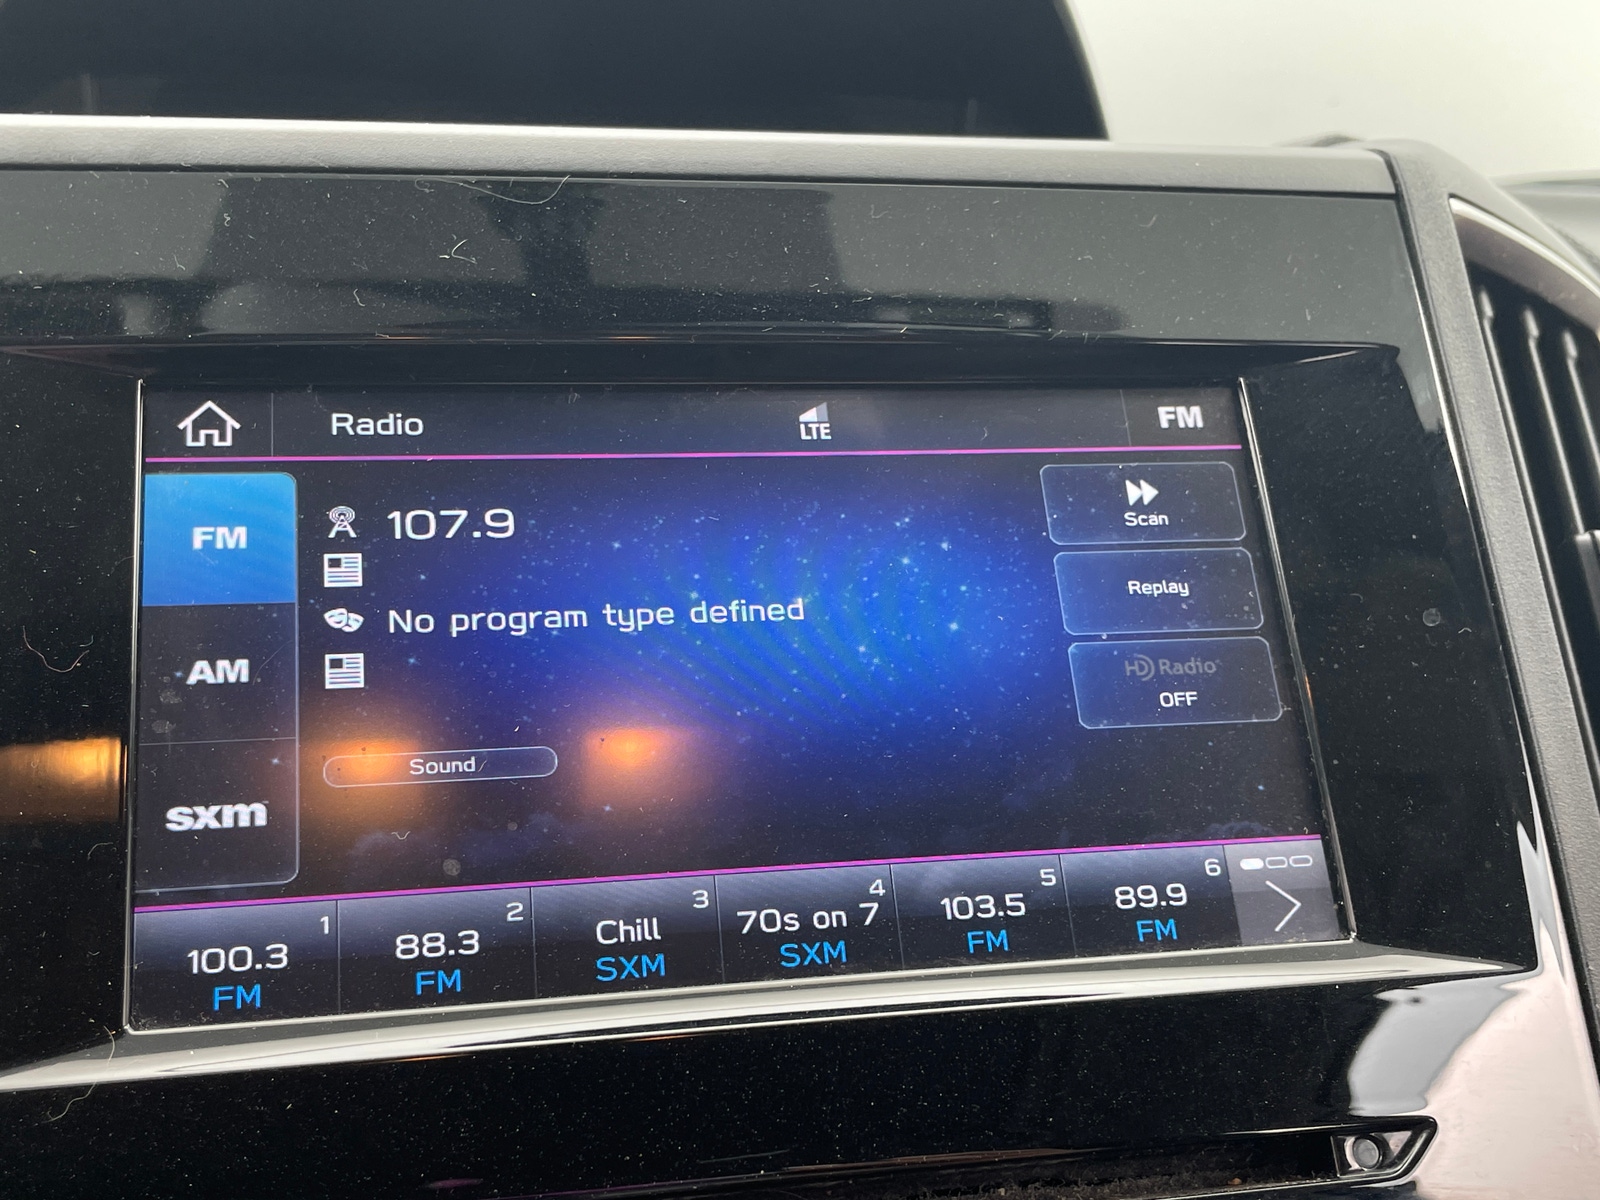 Radio
LTE
FM
FM
AM
sxm
107.9
No program type defined
Sound
Scan
Replay
HD Radio
OFF
1
100.3
FM
2
88.3
FM
3
Chill
SXM
4
70s on 7
SXM
5
103.5
FM
6
89.9
FM